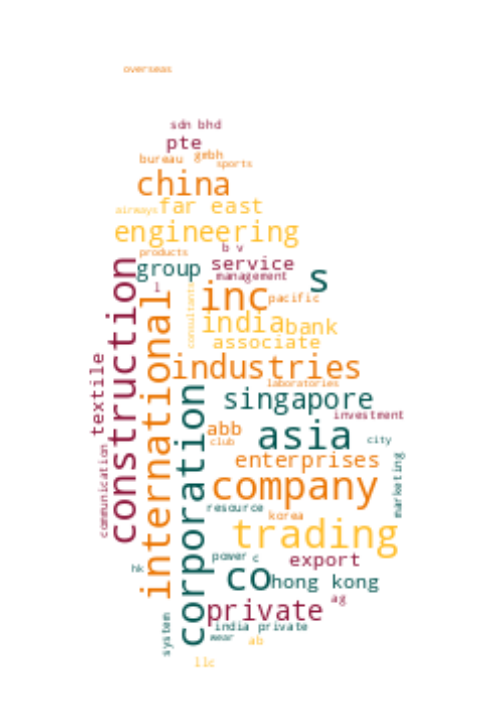 overseas
sdn bhd
pte
bureau
gmbh
sports
china
airways
far east
engineering
b v
products
group
service
management
s
l
inc
pacific
consultants
india
bank
associate
construction
international
industries
textile
laboratories
corporation
singapore
investment
abb
asia
club
city
enterprises
communication
marketing
company
resource
korea
trading
power
c
export
hk
co
hong kong
ag
private
system
india private
wear
ab
llc